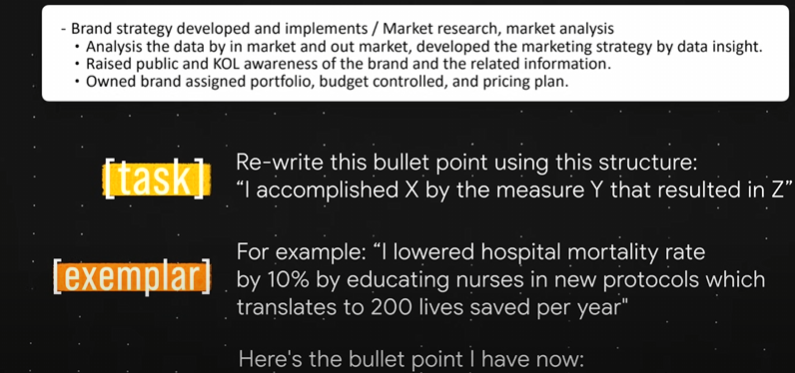 - Brand strategy developed and implements / Market research, market analysis
• Analysis the data by in market and out market, developed the marketing strategy by data insight.
• Raised public and KOL awareness of the brand and the related information.
• Owned brand assigned portfolio, budget controlled, and pricing plan.
[task]
Re-write this bullet point using this structure:
“I accomplished X by the measure Y that resulted in Z”
[exemplar]
For example: “I lowered hospital mortality rate
by 10% by educating nurses in new protocols which
translates to 200 lives saved per year"
Here's the bullet point I have now: